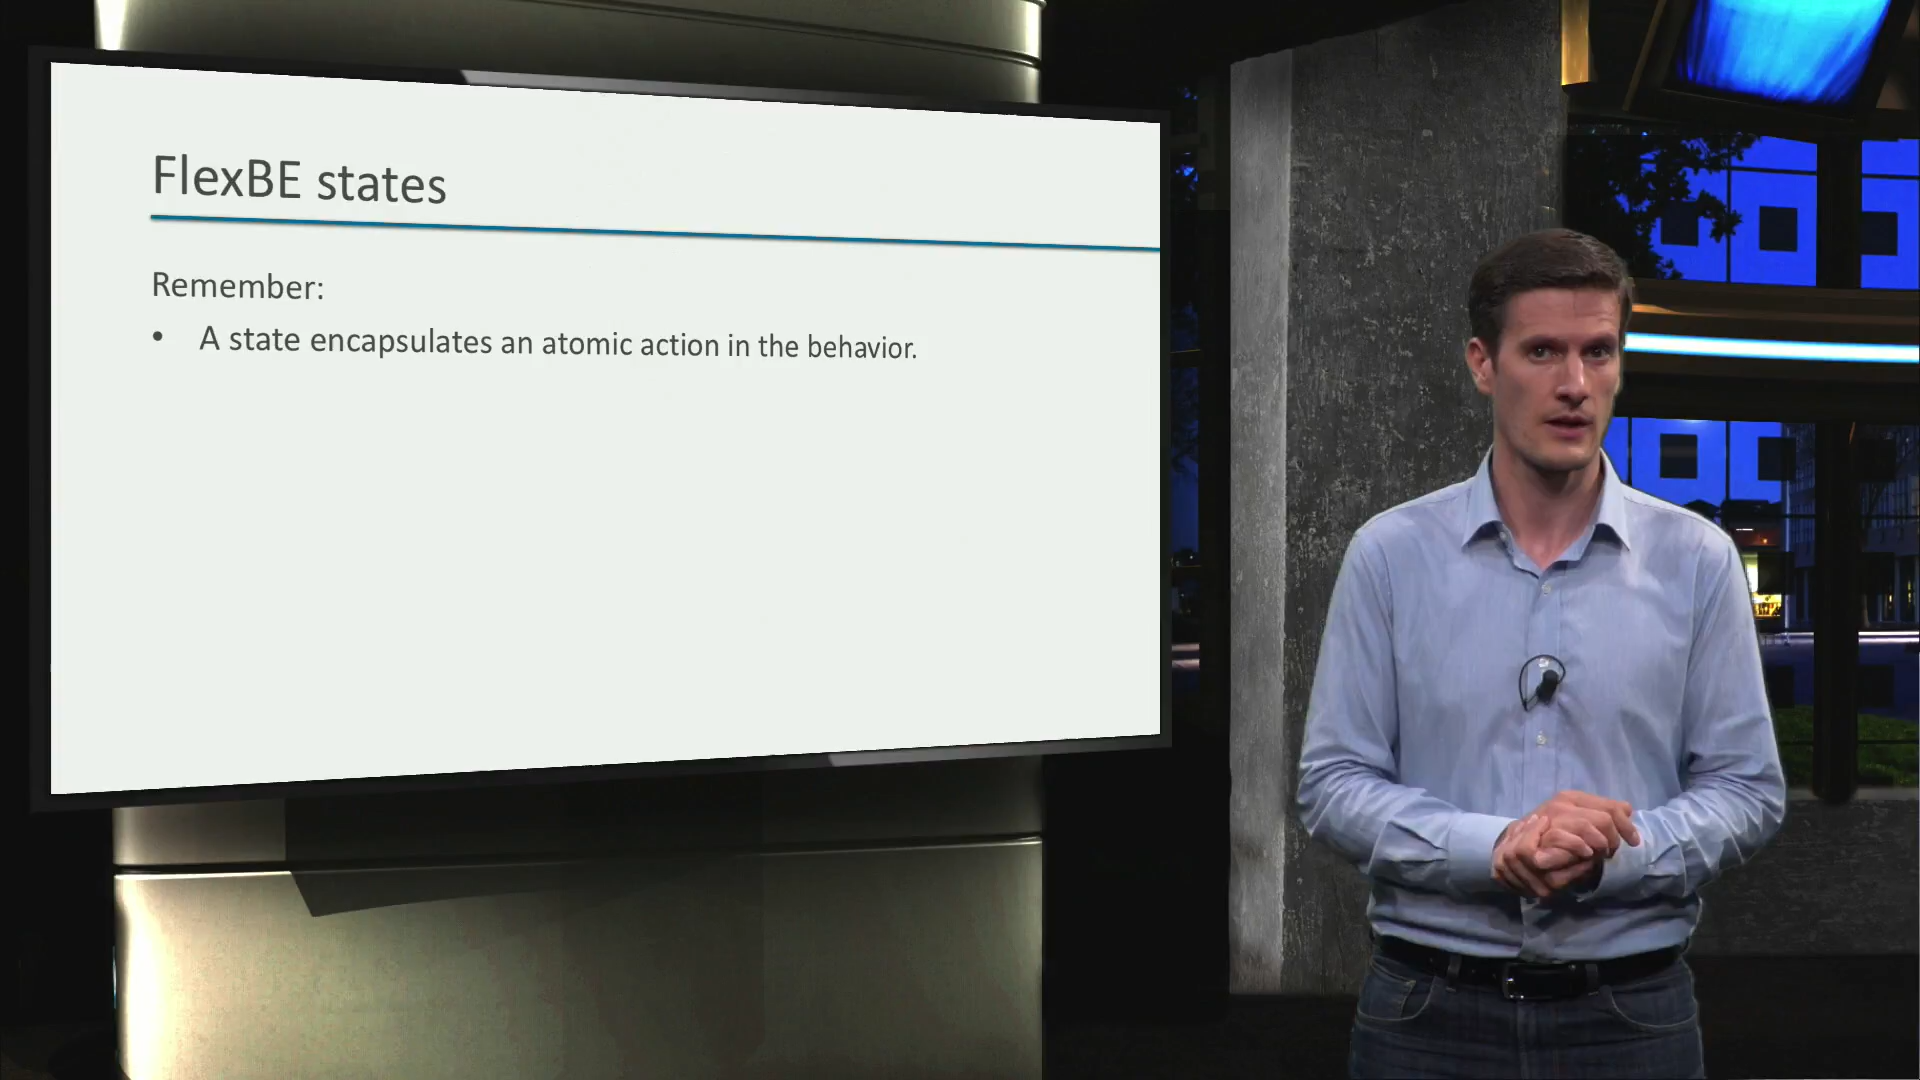 FlexBE states
Remember:
• A state encapsulates an atomic action in the behavior.